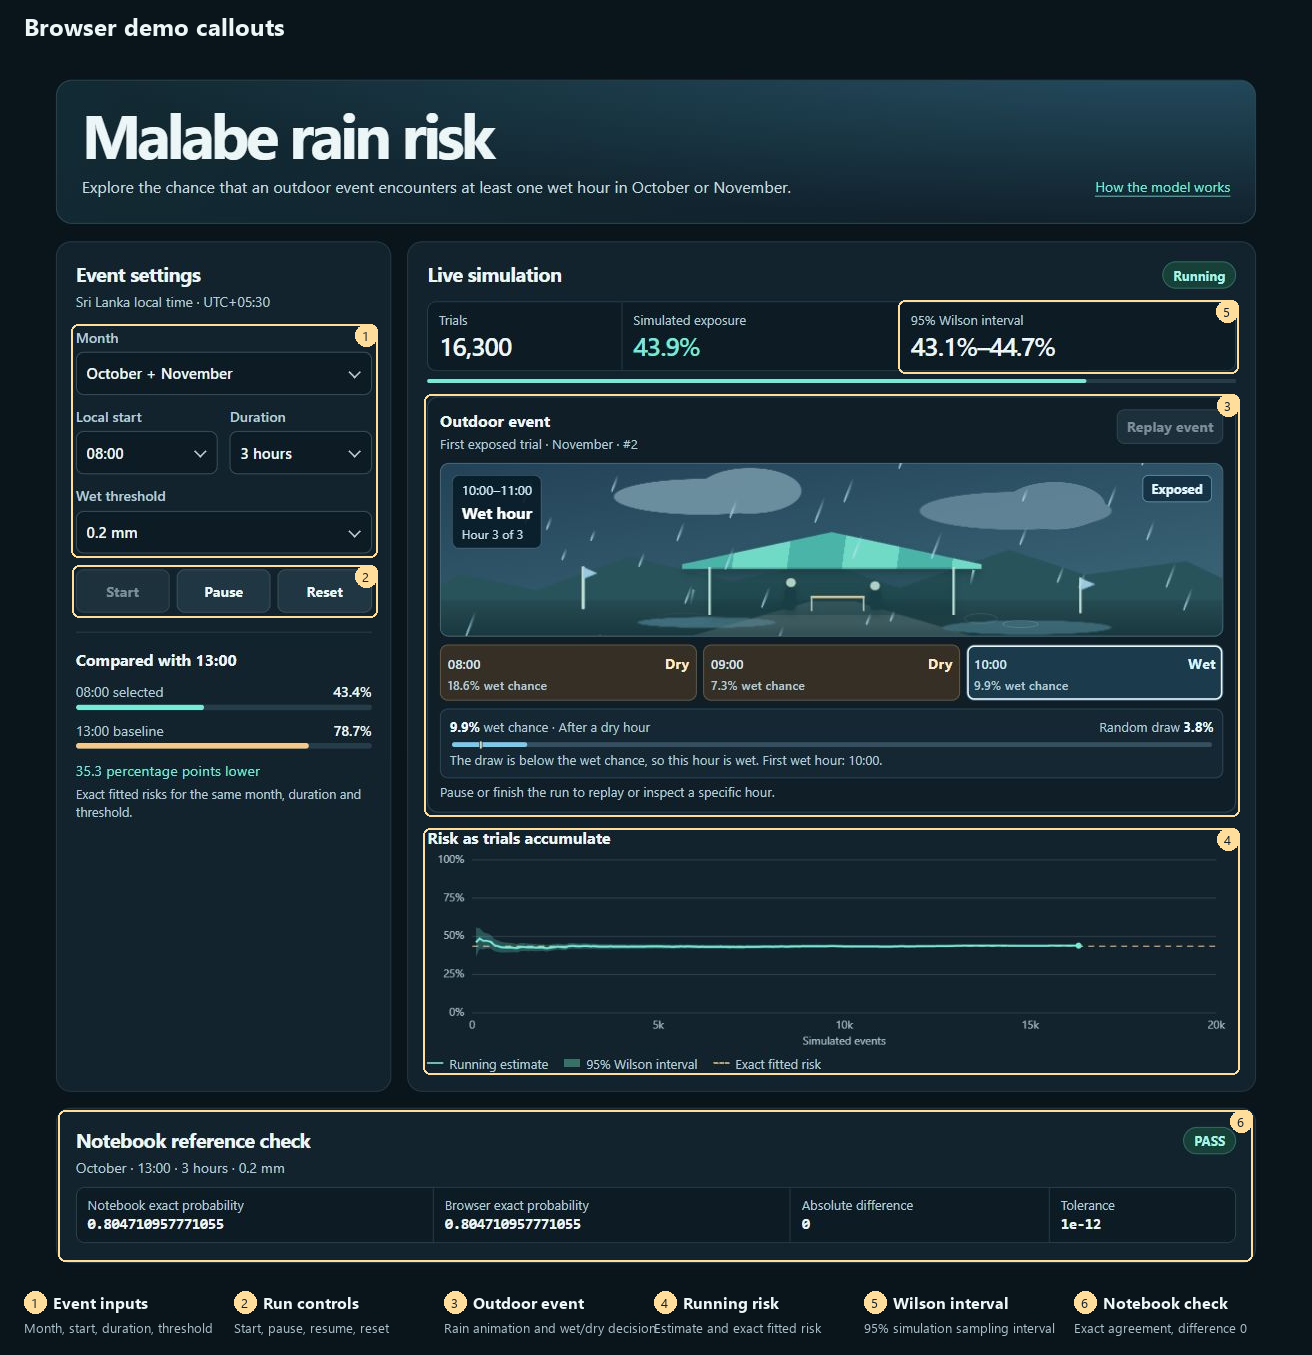 Browser demo callouts
Malabe rain risk
Explore the chance that an outdoor event encounters at least one wet hour in October or November.
How the model works
Event settings
Sri Lanka local time · UTC+05:30
1
Month
October + November
Local start
Duration
08:00
3 hours
Wet threshold
0.2 mm
2
Start
Pause
Reset
Compared with 13:00
08:00 selected
43.4%
13:00 baseline
78.7%
35.3 percentage points lower
Exact fitted risks for the same month, duration and
threshold.
Live simulation
Running
Trials
16,300
Simulated exposure
43.9%
5
95% Wilson interval
43.1%–44.7%
3
Outdoor event
First exposed trial · November · #2
Replay event
10:00–11:00
Wet hour
Hour 3 of 3
Exposed
08:00
Dry
18.6% wet chance
09:00
Dry
7.3% wet chance
10:00
Wet
9.9% wet chance
9.9% wet chance · After a dry hour
Random draw 3.8%
The draw is below the wet chance, so this hour is wet. First wet hour: 10:00.
Pause or finish the run to replay or inspect a specific hour.
4
Risk as trials accumulate
100%
75%
50%
25%
0%
0
5k
10k
15k
20k
Simulated events
Running estimate
95% Wilson interval
Exact fitted risk
6
Notebook reference check
PASS
October · 13:00 · 3 hours · 0.2 mm
Notebook exact probability
0.804710957771055
Browser exact probability
0.804710957771055
Absolute difference
0
Tolerance
1e-12
1 Event inputs
Month, start, duration, threshold
2 Run controls
Start, pause, resume, reset
3 Outdoor event
Rain animation and wet/dry decision
4 Running risk
Estimate and exact fitted risk
5 Wilson interval
95% simulation sampling interval
6 Notebook check
Exact agreement, difference 0